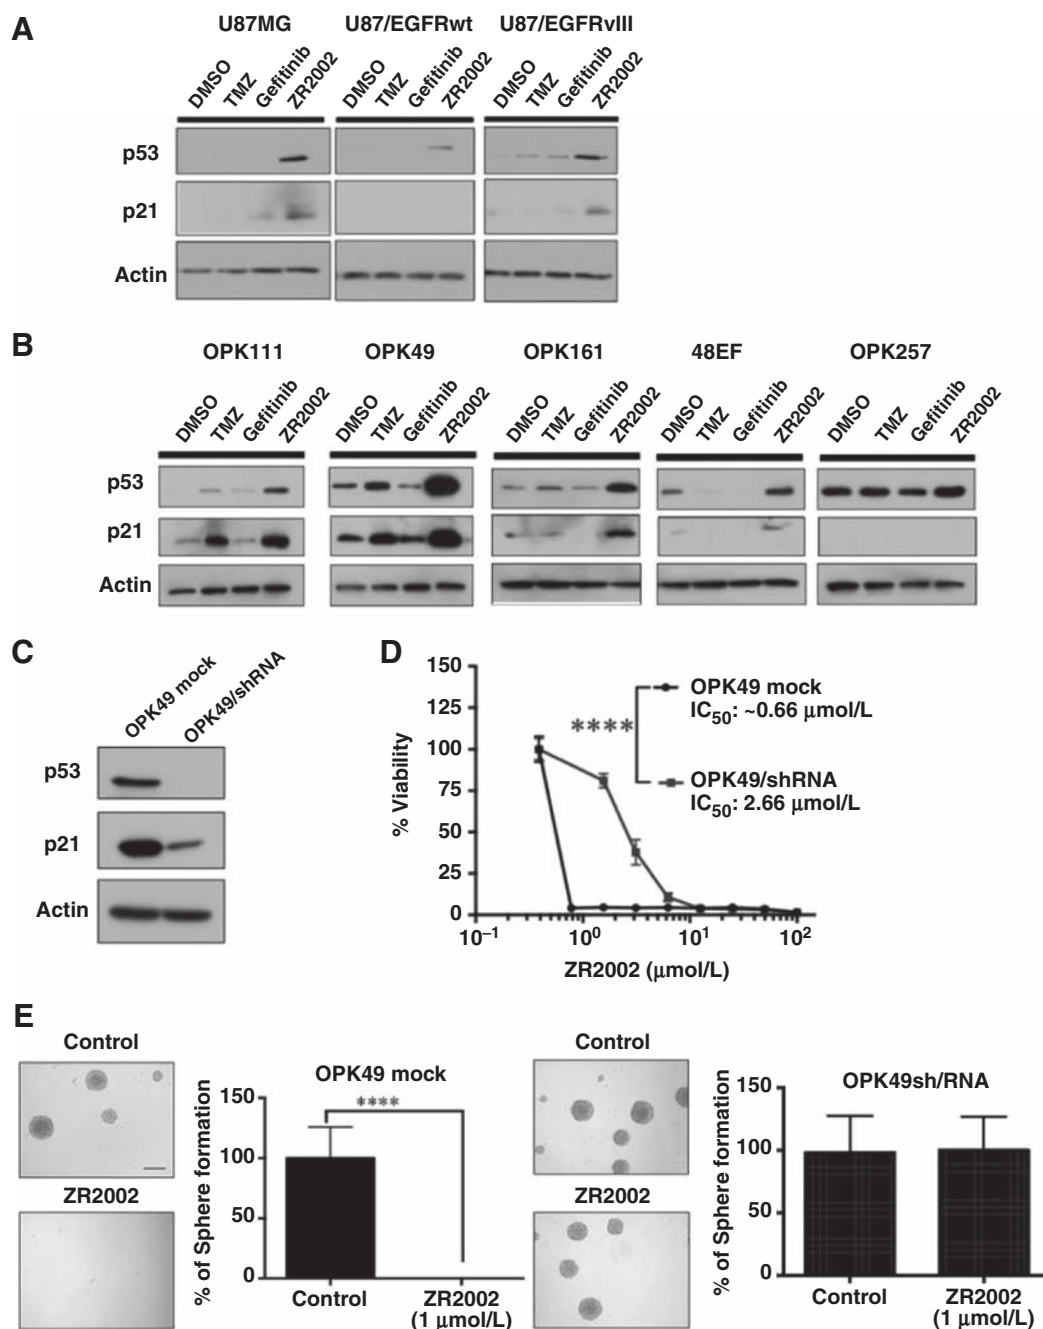 A
U87MG U87/EGFRwt U87/EGFRvIII
DMSO TMZ Gefitinib ZR2002 DMSO TMZ Gefitinib ZR2002 DMSO TMZ Gefitinib ZR2002
p53
p21
Actin
B
OPK111 OPK49 OPK161 48EF OPK257
DMSO TMZ Gefitinib ZR2002 DMSO TMZ Gefitinib ZR2002 DMSO TMZ Gefitinib ZR2002 DMSO TMZ Gefitinib ZR2002 DMSO TMZ Gefitinib ZR2002
p53
p21
Actin
C
OPK49 mock OPK49/shRNA
p53
p21
Actin
D
150
100
75
50
25
0
% Viability
10⁻¹ 10⁰ 10¹ 10²
ZR2002 (μmol/L)
****
OPK49 mock
IC₅₀: ~0.66 μmol/L
OPK49/shRNA
IC₅₀: 2.66 μmol/L
E
Control
ZR2002
OPK49 mock
****
% of Sphere formation
150
100
50
0
Control ZR2002
(1 μmol/L)
Control
ZR2002
OPK49sh/RNA
% of Sphere formation
150
100
50
0
Control ZR2002
(1 μmol/L)